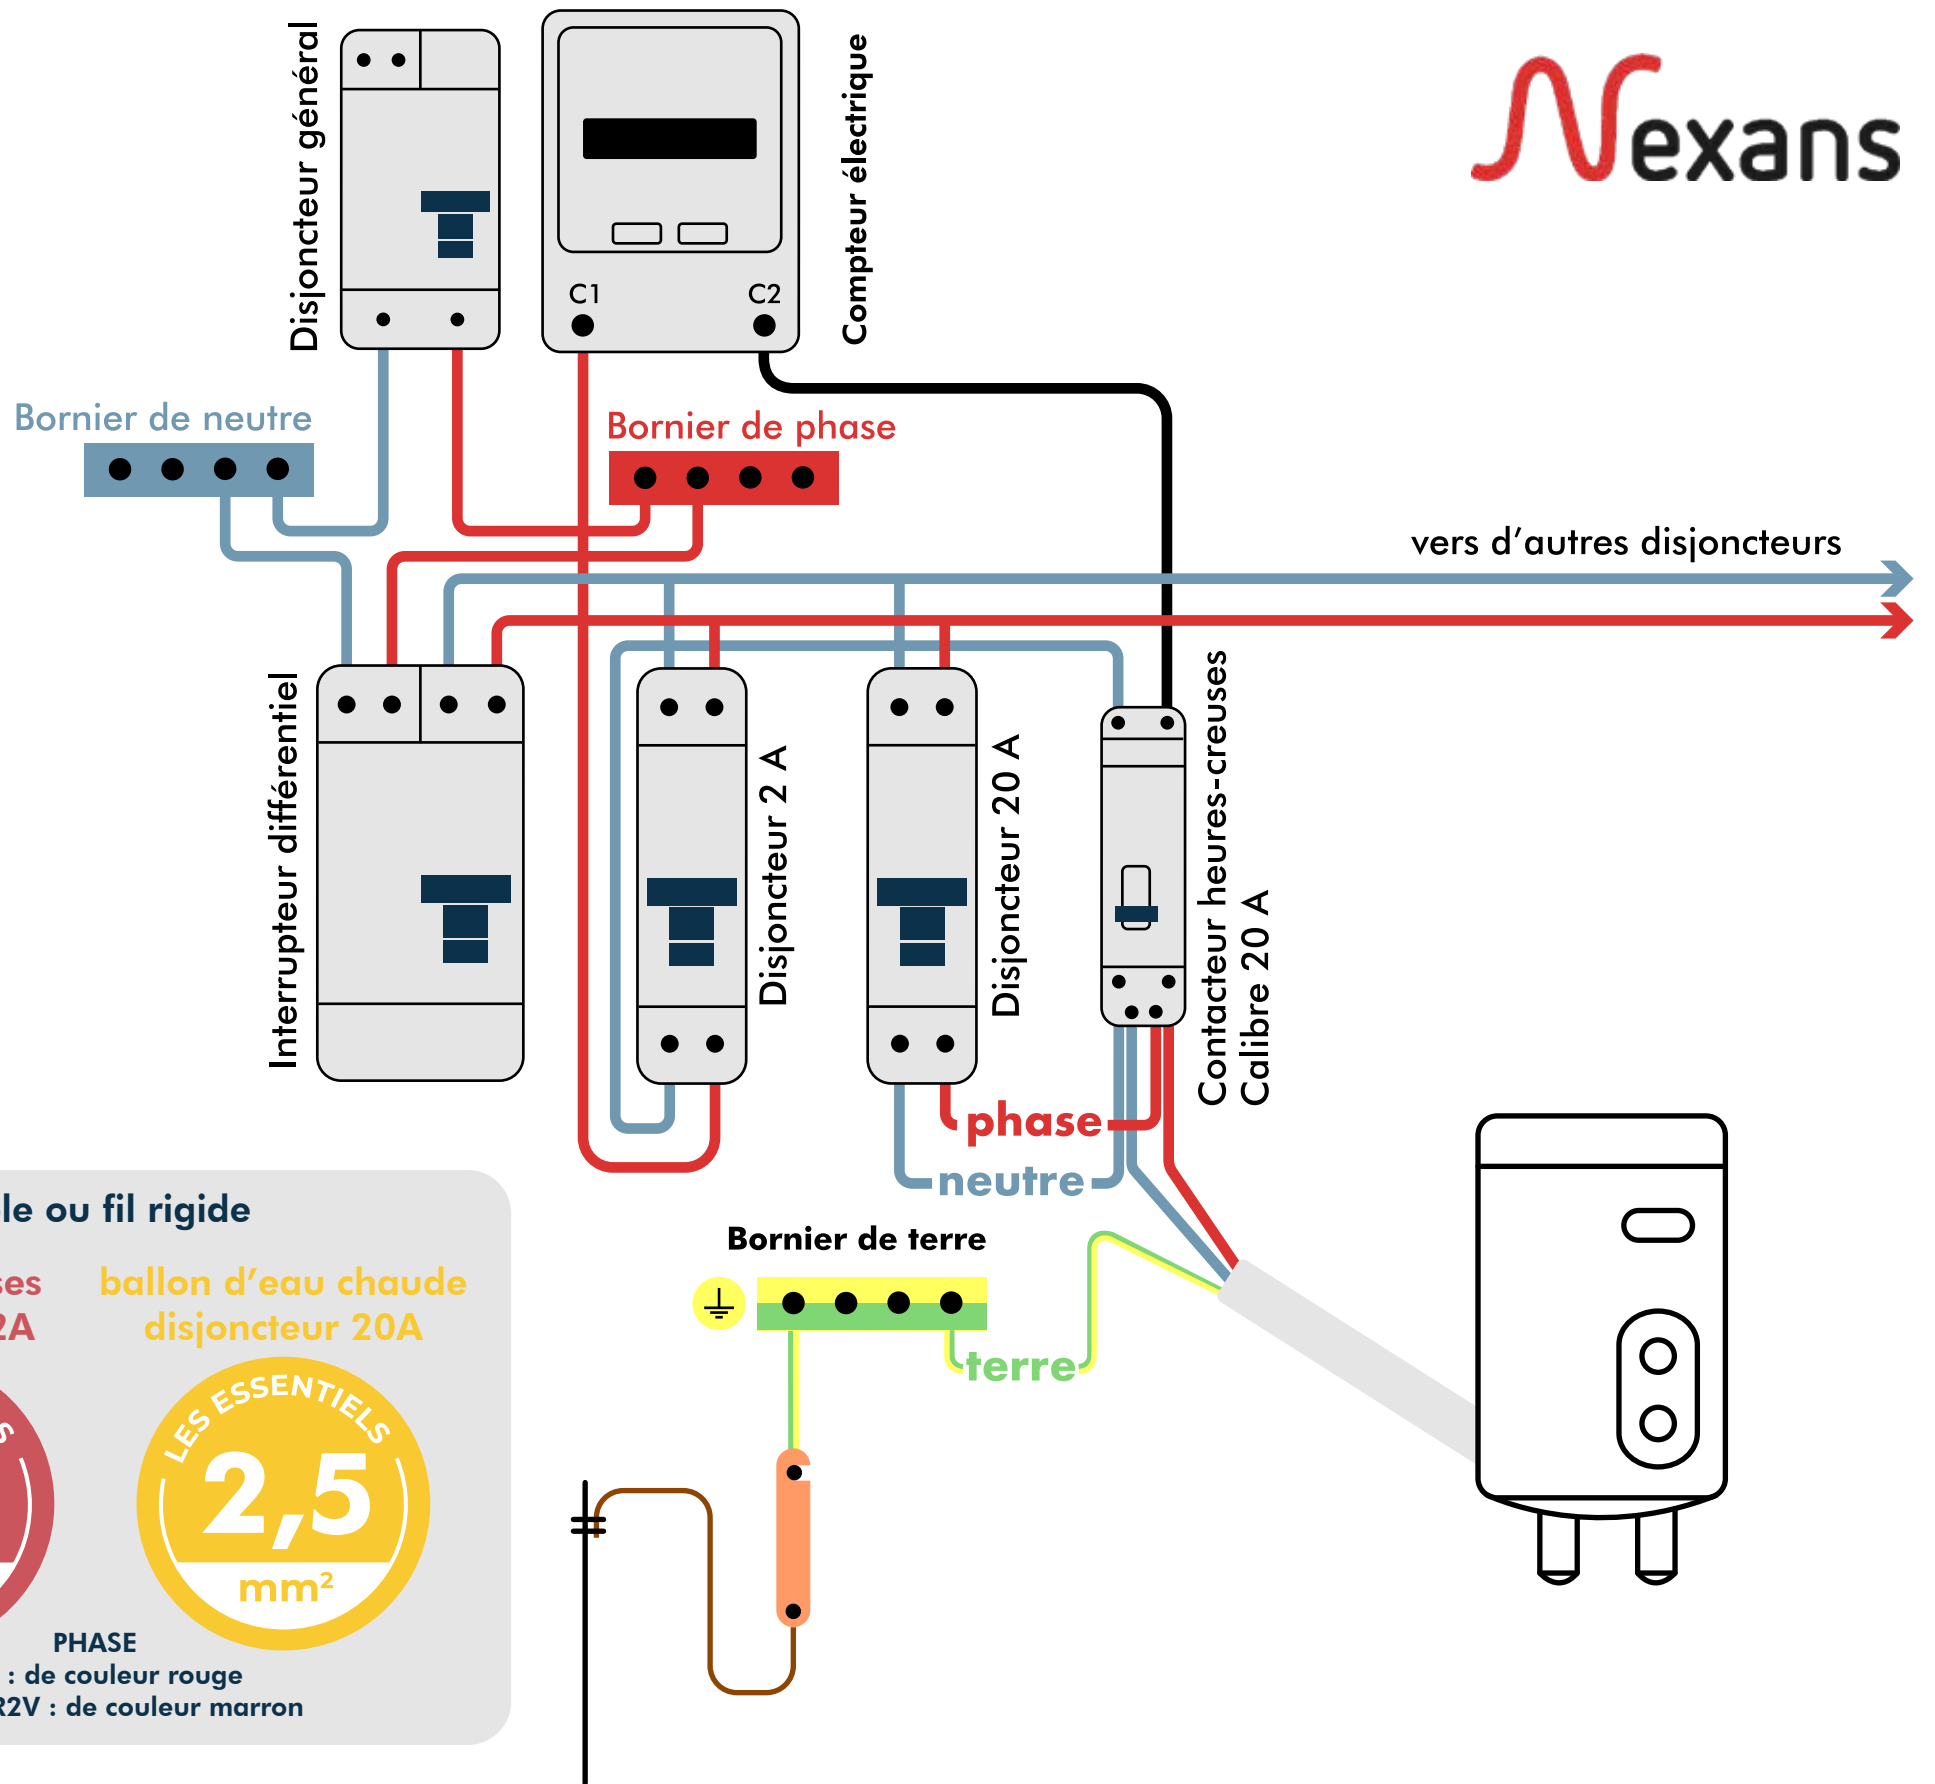 Disjoncteur général
Compteur électrique
Nexans
C1
C2
Bornier de neutre
Bornier de phase
vers d’autres disjoncteurs
Interrupteur différentiel
Disjoncteur 2 A
Disjoncteur 20 A
Contacteur heures-creuses
Calibre 20 A
phase
neutre
Bornier de terre
terre
le ou fil rigide
ses
2A
ballon d’eau chaude
disjoncteur 20A
S
LES ESSENTIELS
2,5
mm²
PHASE
: de couleur rouge
R2V : de couleur marron